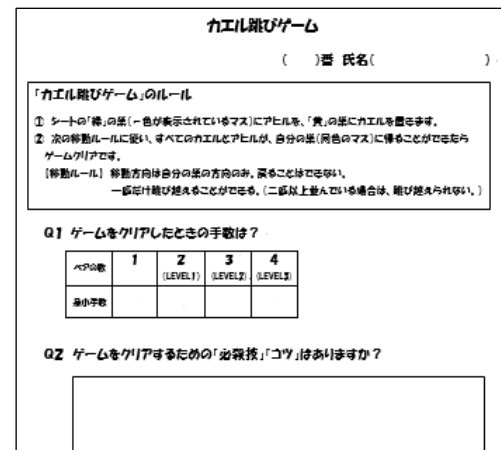 カエル跳びゲーム
(　　)番 氏名(　　　　　　　　)
「カエル跳びゲーム」のルール
① シートの「緑」の巣(一色が表示されているマス)にアヒルを、「黄」の巣にカエルを置きます。
② 次の移動ルールに従い、すべてのカエルとアヒルが、自分の巣(同色のマス)に帰ることができたら
ゲームクリアです。
【移動ルール】 移動方向は自分の巣の方向のみ。戻ることはできない。
一匹だけ跳び越えることができる。(二匹以上並んでいる場合は、跳び越えられない。)
Q1 ゲームをクリアしたときの手数は？
ペアの数 1 2 3 4
(LEVEL1) (LEVEL2) (LEVEL3)
最小手数
Q2 ゲームをクリアするための「必殺技」「コツ」はありますか？